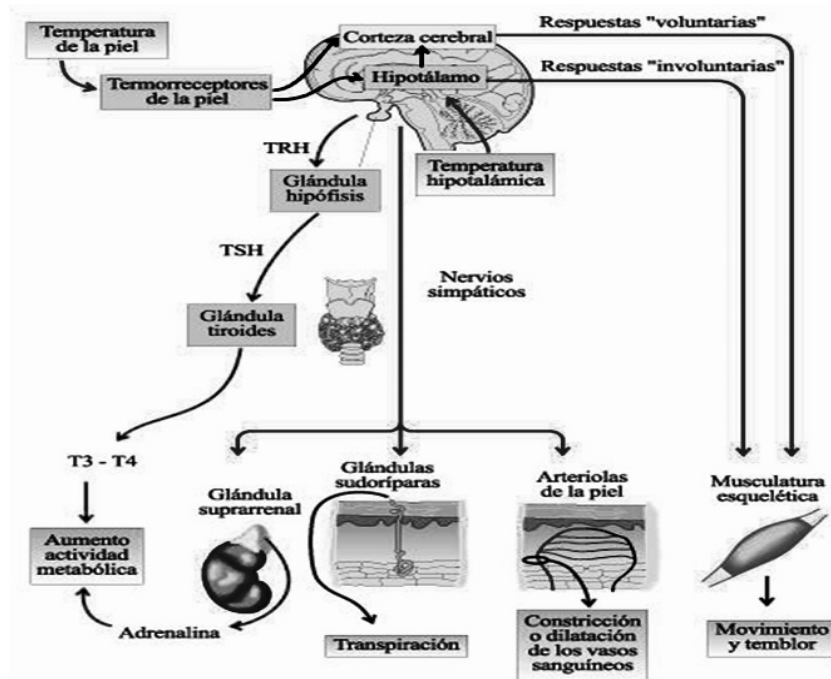 Temperatura
de la piel
Termorreceptores
de la piel
Corteza cerebral
Hipotálamo
Respuestas "voluntarias"
Respuestas "involuntarias"
TRH
Temperatura
hipotalámica
Glándula
hipófisis
TSH
Nervios
simpáticos
Glándula
tiroides
T3 - T4
Glándula
suprarrenal
Glándulas
sudoríparas
Arteriolas
de la piel
Musculatura
esquelética
Aumento
actividad
metabólica
Adrenalina
Transpiración
Constricción
o dilatación
de los vasos
sanguíneos
Movimiento
y temblor